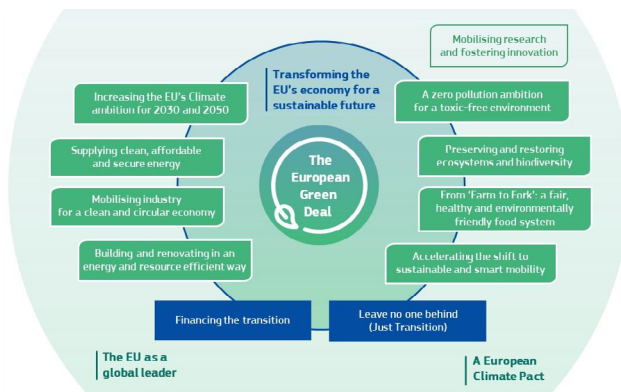 Mobilising research
and fostering innovation
Transforming the
EU's economy for a
sustainable future
Increasing the EU's Climate
ambition for 2030 and 2050
A zero pollution ambition
for a toxic-free environment
Supplying clean, affordable
and secure energy
The
European
Green
Deal
Preserving and restoring
ecosystems and biodiversity
Mobilising industry
for a clean and circular economy
From ‘Farm to Fork’: a fair,
healthy and environmentally
friendly food system
Building and renovating in an
energy and resource efficient way
Accelerating the shift to
sustainable and smart mobility
Financing the transition
Leave no one behind
(Just Transition)
The EU as a
global leader
A European
Climate Pact